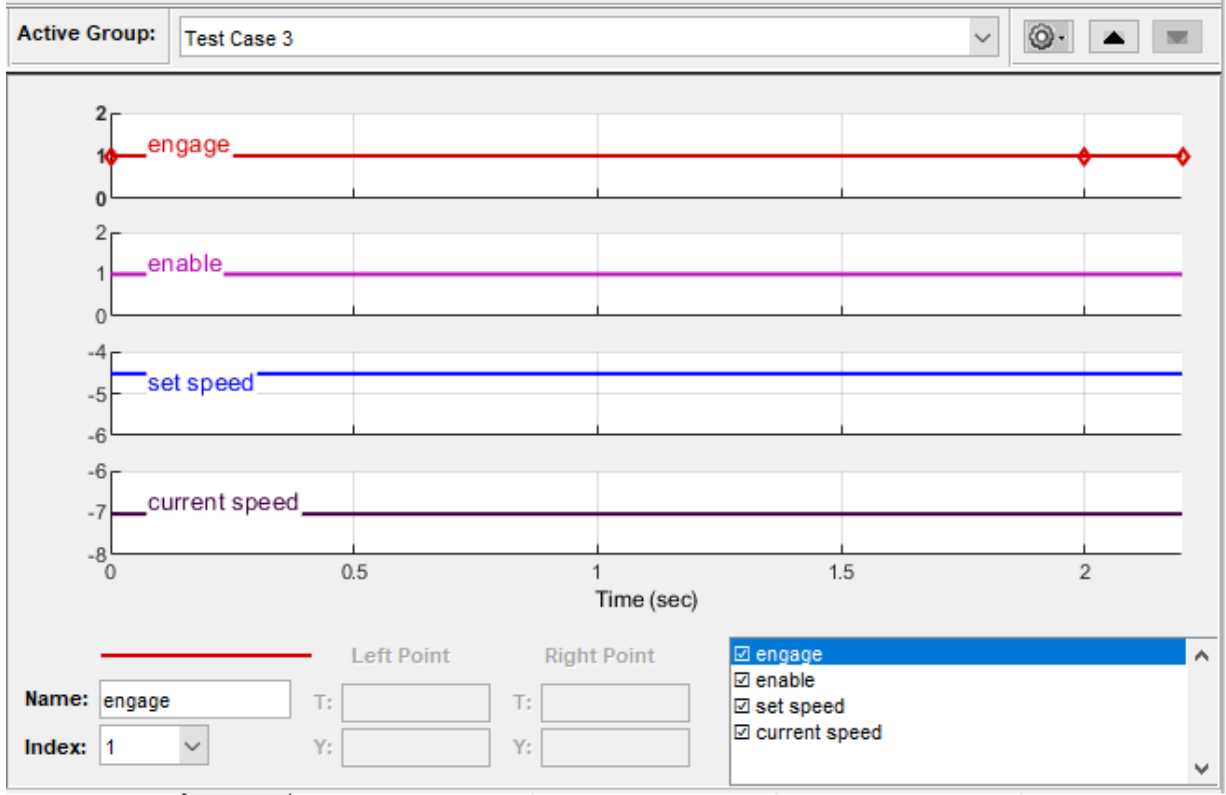 Active Group: Test Case 3
2
1
engage
0
2
1
enable
0
-4
-5
set speed
-6
-6
-7
current speed
-8
0 0.5 1 1.5 2
Time (sec)
Left Point Right Point
Name: engage T: T:
Index: 1 Y: Y:
engage
enable
set speed
current speed